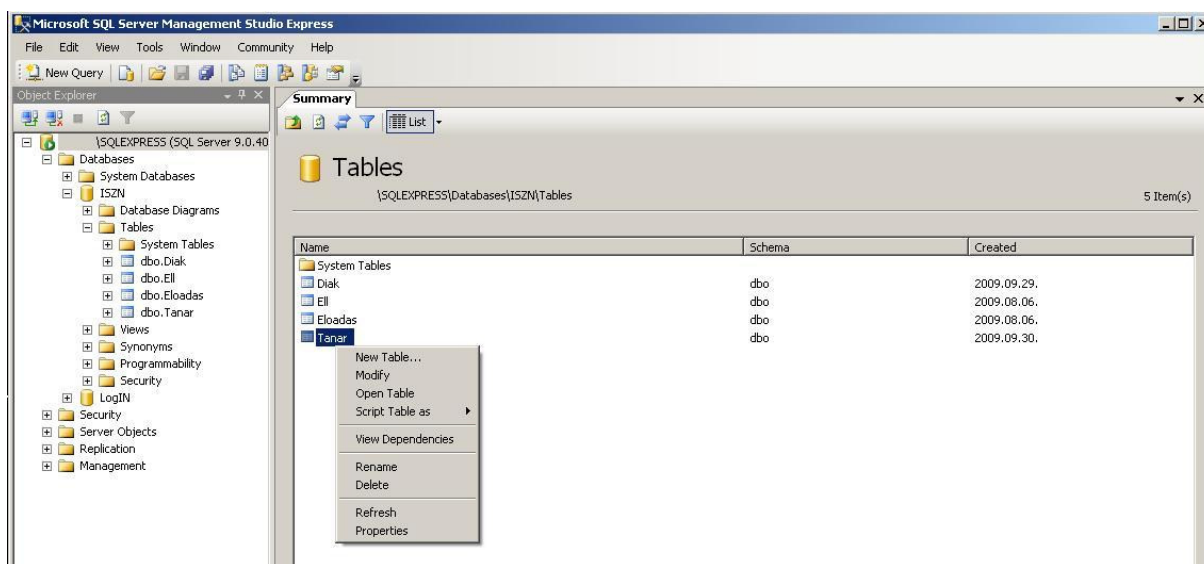 Microsoft SQL Server Management Studio Express
File Edit View Tools Window Community Help
New Query
Object Explorer
\SQLEXPRESS (SQL Server 9.0.40
Databases
System Databases
ISZN
Database Diagrams
Tables
System Tables
dbo.Diak
dbo.Ell
dbo.Eloadas
dbo.Tanar
Views
Synonyms
Programmability
Security
LogIN
Security
Server Objects
Replication
Management
Summary
List
Tables
\SQLEXPRESS\Databases\ISZN\Tables 5 Item(s)
Name Schema Created
System Tables
Diak dbo 2009.09.29.
Ell dbo 2009.08.06.
Eloadas dbo 2009.08.06.
Tanar dbo 2009.09.30.
New Table...
Modify
Open Table
Script Table as
View Dependencies
Rename
Delete
Refresh
Properties